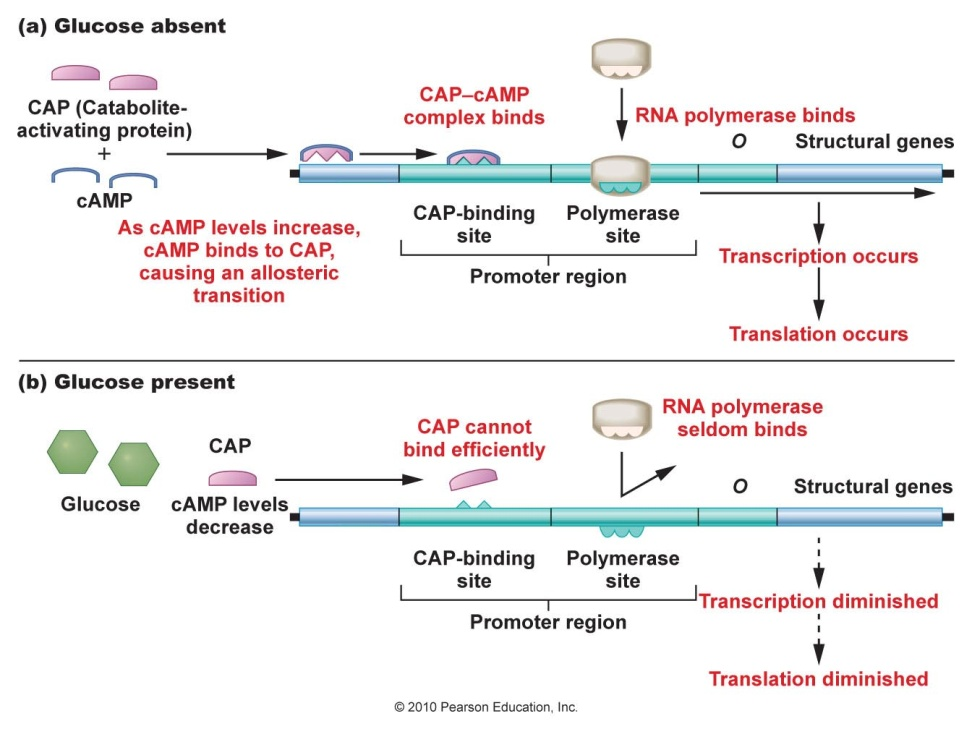 (a) Glucose absent
CAP (Catabolite-
activating protein)
+
cAMP
As cAMP levels increase,
cAMP binds to CAP,
causing an allosteric
transition
CAP–cAMP
complex binds
RNA polymerase binds
O
Structural genes
CAP-binding
site
Polymerase
site
Promoter region
Transcription occurs
Translation occurs
(b) Glucose present
Glucose
CAP
cAMP levels
decrease
CAP cannot
bind efficiently
RNA polymerase
seldom binds
O
Structural genes
CAP-binding
site
Polymerase
site
Promoter region
Transcription diminished
Translation diminished
© 2010 Pearson Education, Inc.